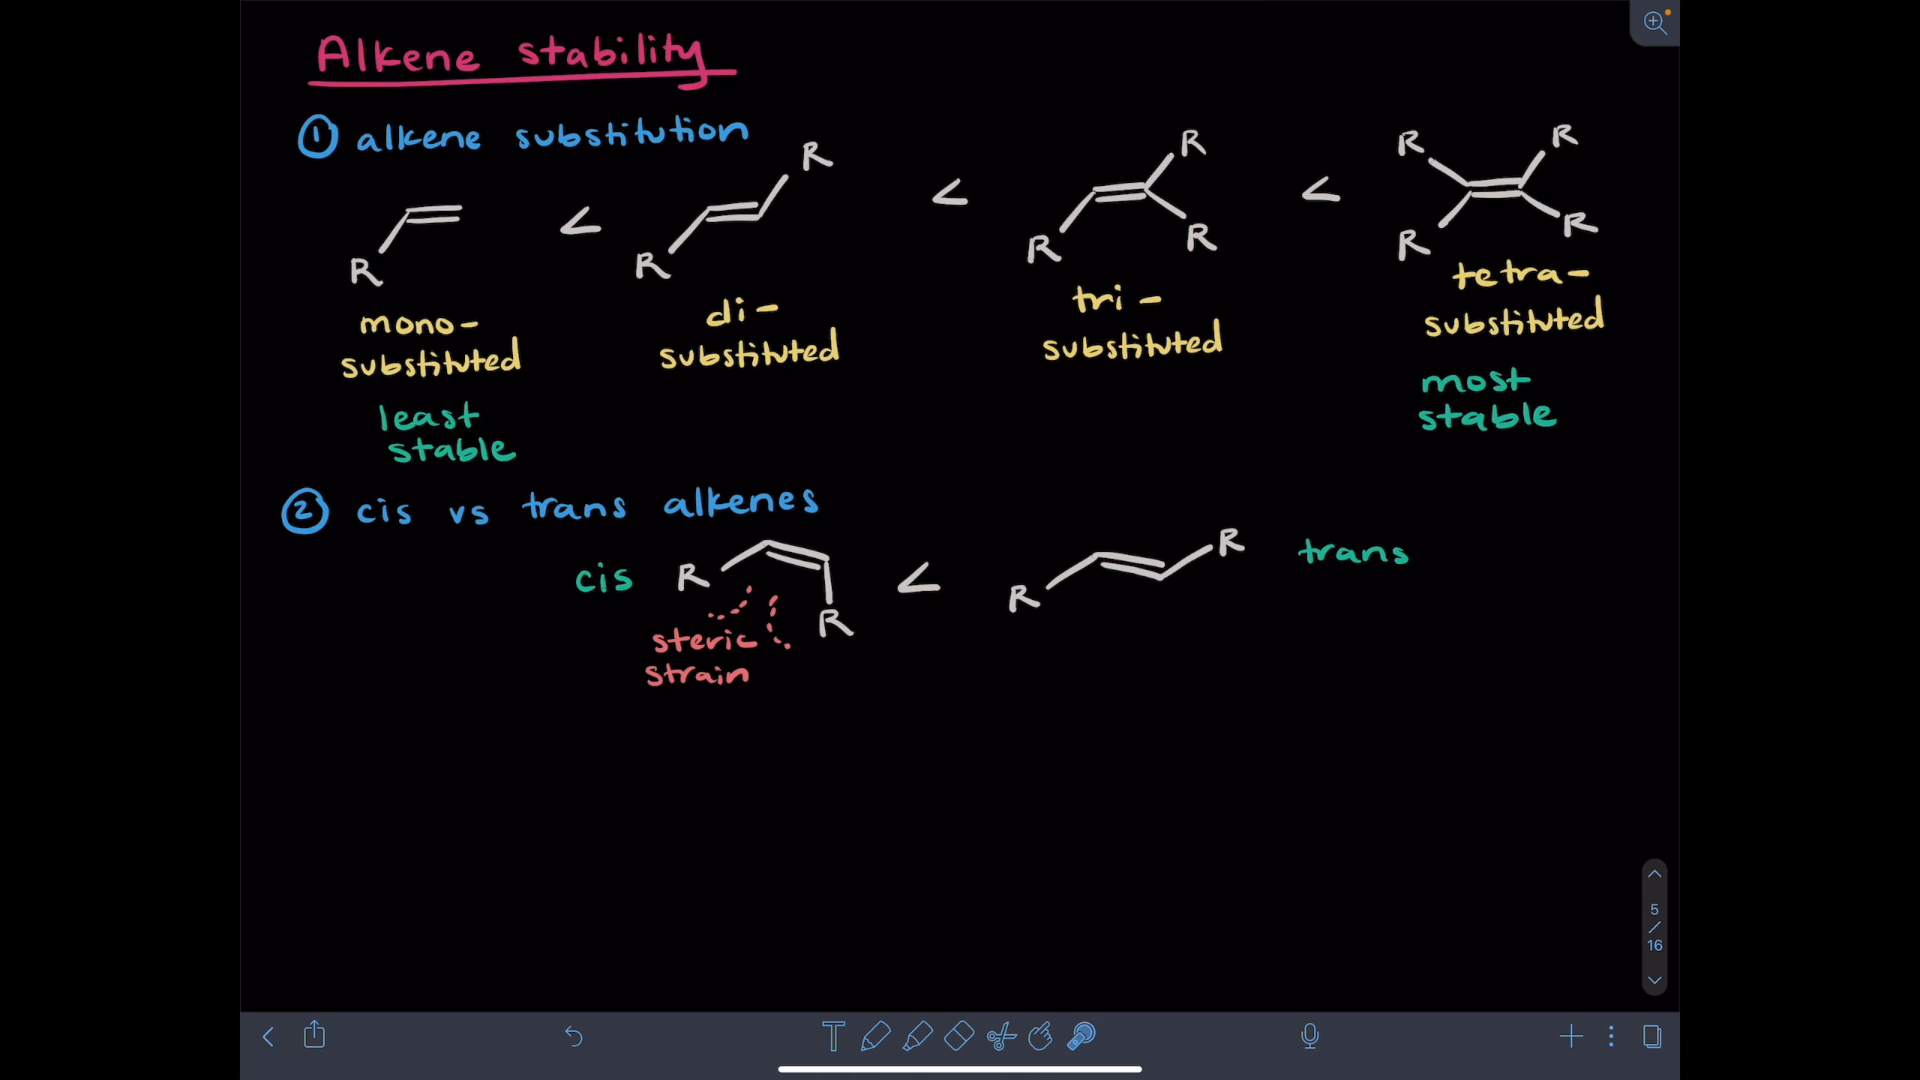 Alkene stability
① alkene substitution
R < R R < R R R < R R R R
mono-
substituted
di-
substituted
tri-
substituted
tetra-
substituted
least
stable
most
stable
② cis vs trans alkenes
cis R R < R R trans
steric
strain
5
/
16
T